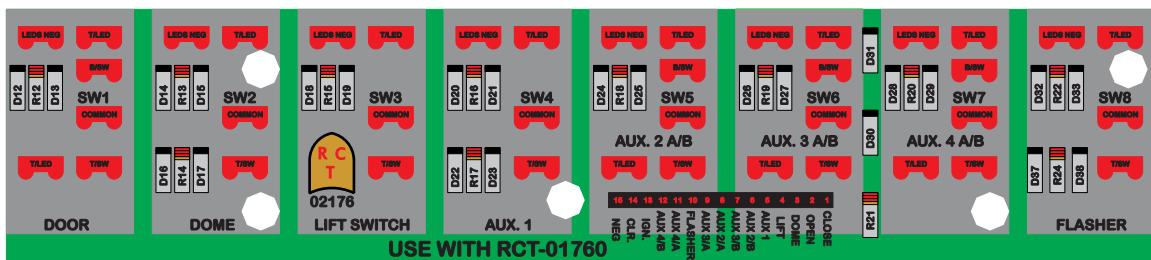 LEDS NEG T/LED
B/SW
D12 R12 D13 SW1
COMMON
T/LED T/SW
DOOR
LEDS NEG T/LED
D14 R13 D15 SW2
COMMON
D16 R14 D17 T/SW
DOME
LEDS NEG T/LED
D18 R15 D19 SW3
COMMON
R C
T
T/SW
02176
LIFT SWITCH
LEDS NEG T/LED
D20 R16 D21 SW4
COMMON
D22 R17 D23 T/SW
AUX. 1
LEDS NEG T/LED
B/SW
D24 R18 D25 SW5
COMMON
AUX. 2 A/B
T/LED T/SW
LEDS NEG T/LED
B/SW
D26 R19 D27 SW6
COMMON
AUX. 3 A/B
T/LED T/SW
D31
D30
R21
LEDS NEG T/LED
B/SW
D28 R20 D29 SW7
COMMON
AUX. 4 A/B
T/LED T/SW
LEDS NEG T/LED
D32 R22 D33 SW8
COMMON
D37 R24 D38 T/SW
FLASHER
15 14 13 12 11 10 9 8 7 6 5 4 3 2 1
NEG
CLR.
IGN.
AUX 4/B
AUX 4/A
FLASHER
AUX 3/A
AUX 2/A
AUX 3/B
AUX 2/B
AUX 1
LIFT
DOME
OPEN
CLOSE
USE WITH RCT-01760